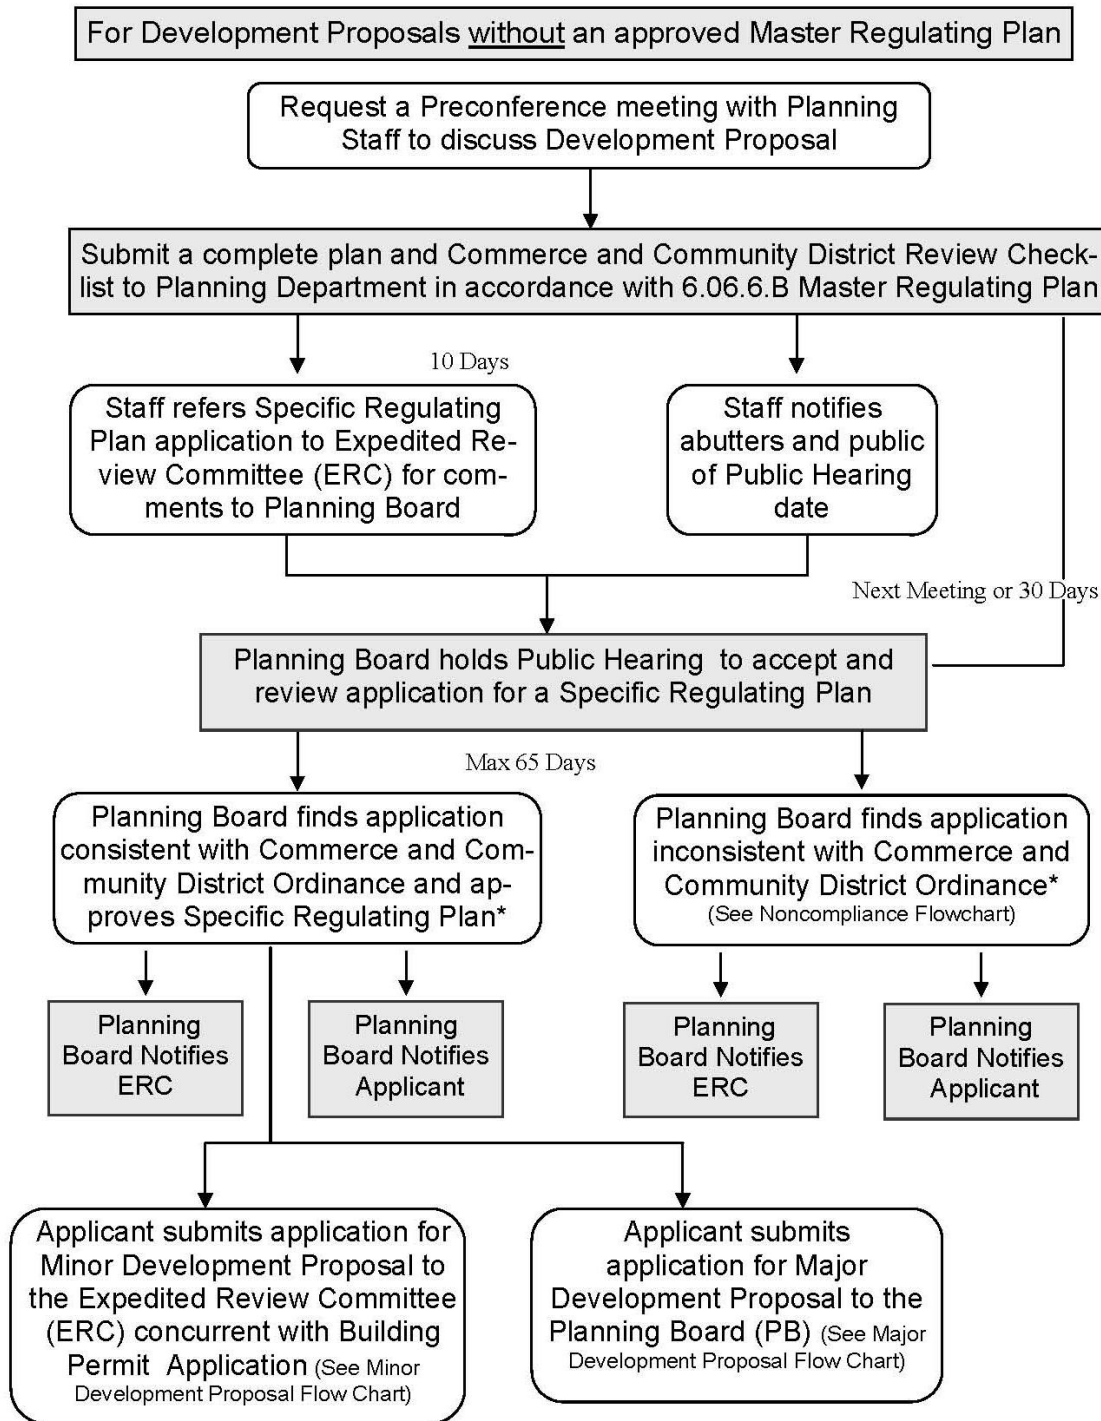 For Development Proposals without an approved Master Regulating Plan
Request a Preconference meeting with Planning
Staff to discuss Development Proposal
Submit a complete plan and Commerce and Community District Review Check-
list to Planning Department in accordance with 6.06.6.B Master Regulating Plan
10 Days
Staff refers Specific Regulating
Plan application to Expedited Re-
view Committee (ERC) for com-
ments to Planning Board
Staff notifies
abutters and public
of Public Hearing
date
Next Meeting or 30 Days
Planning Board holds Public Hearing to accept and
review application for a Specific Regulating Plan
Max 65 Days
Planning Board finds application
consistent with Commerce and Com-
munity District Ordinance and ap-
proves Specific Regulating Plan*
Planning Board finds application
inconsistent with Commerce and
Community District Ordinance*
(See Noncompliance Flowchart)
Planning
Board Notifies
ERC
Planning
Board Notifies
Applicant
Planning
Board Notifies
ERC
Planning
Board Notifies
Applicant
Applicant submits application for
Minor Development Proposal to
the Expedited Review Committee
(ERC) concurrent with Building
Permit Application (See Minor
Development Proposal Flow Chart)
Applicant submits
application for Major
Development Proposal to the
Planning Board (PB) (See Major
Development Proposal Flow Chart)